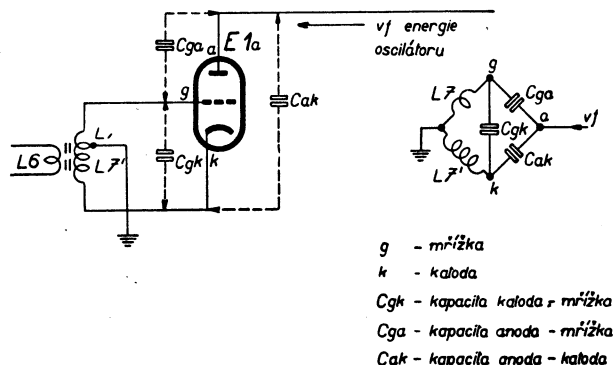 Cga
a
E1a
vf energie
oscilátoru
g
Cak
Cgk
k
L'
L6
L7'
g
L7
Cga
Cgk
a
vf
Cak
L7'
k
g - mřížka
k - katoda
Cgk - kapacita katoda - mřížka
Cga - kapacita anoda - mřížka
Cak - kapacita anoda - katoda